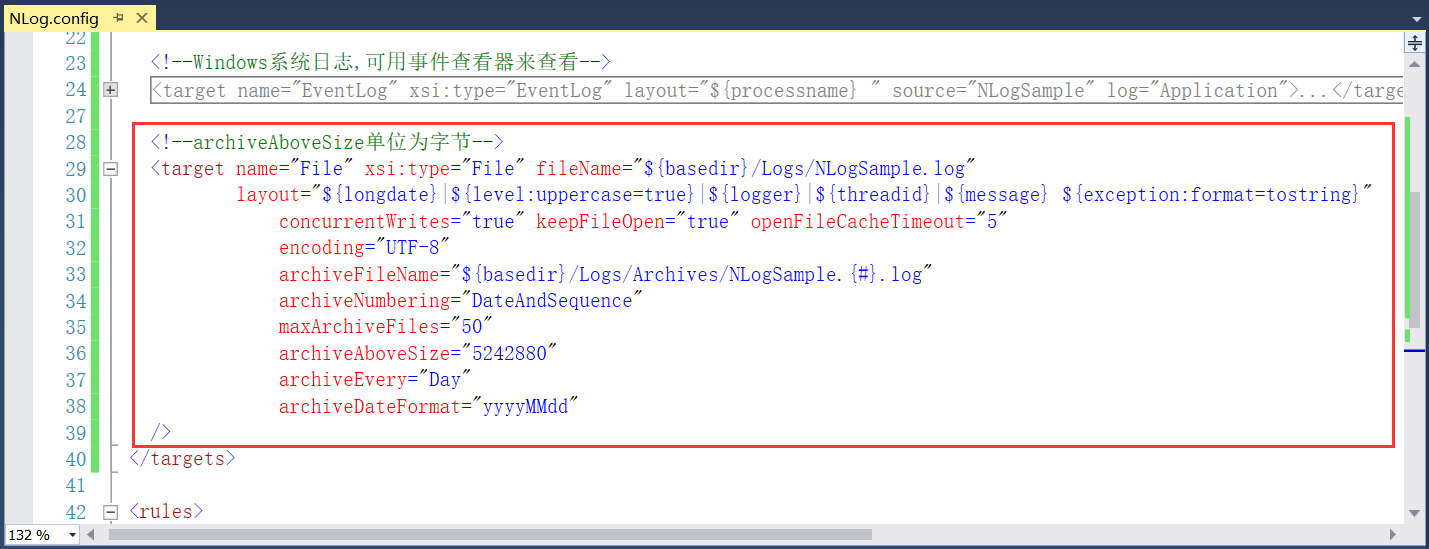 NLog.config
22
23 <!--Windows系统日志,可用事件查看器来查看-->
24 <target name="EventLog" xsi:type="EventLog" layout="${processname} " source="NLogSample" log="Application">...</targe
27
28 <!--archiveAboveSize单位为字节-->
29 <target name="File" xsi:type="File" fileName="${basedir}/Logs/NLogSample.log"
30 layout="${longdate}|${level:uppercase=true}|${logger}|${threadid}|${message} ${exception:format=tostring}"
31 concurrentWrites="true" keepFileOpen="true" openFileCacheTimeout="5"
32 encoding="UTF-8"
33 archiveFileName="${basedir}/Logs/Archives/NLogSample.{#}.log"
34 archiveNumbering="DateAndSequence"
35 maxArchiveFiles="50"
36 archiveAboveSize="5242880"
37 archiveEvery="Day"
38 archiveDateFormat="yyyyMMdd"
39 />
40 </targets>
41
42 <rules>
132 %